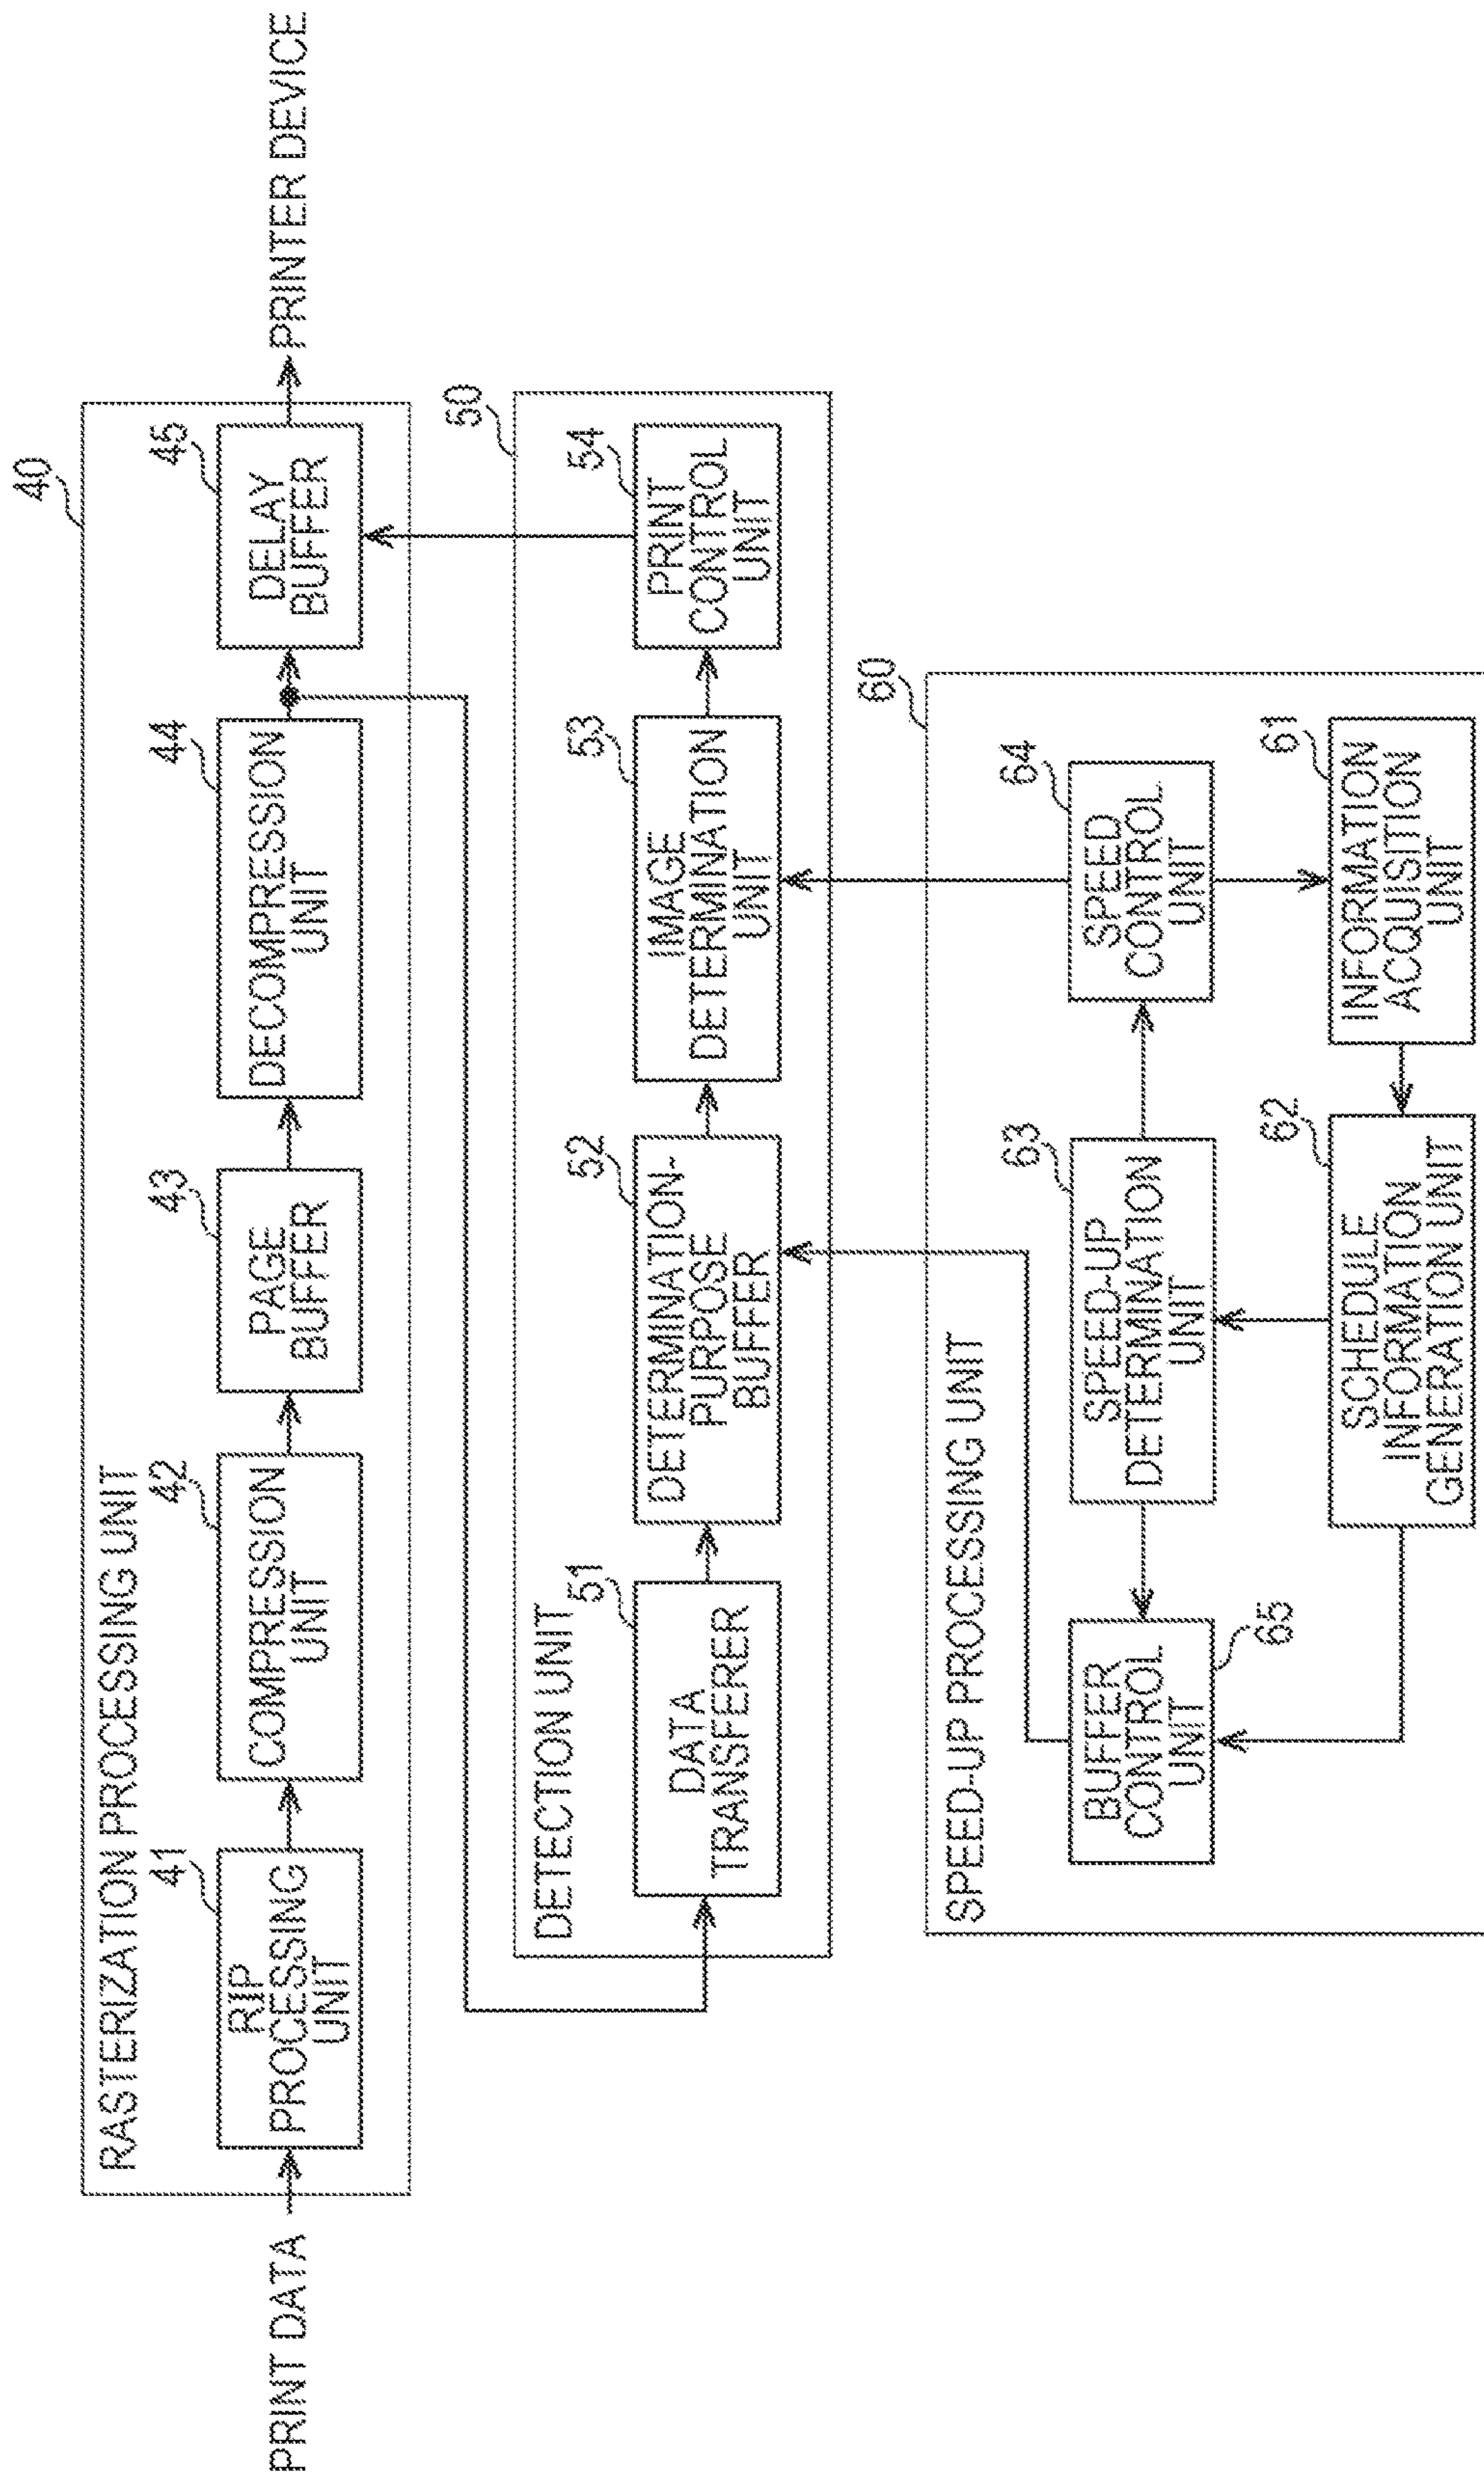 40
RASTERIZATION PROCESSING UNIT
PRINT DATA
41
RIP
PROCESSING
UNIT
42
COMPRESSION
UNIT
43
PAGE
BUFFER
44
DECOMPRESSION
UNIT
45
DELAY
BUFFER
PRINTER DEVICE
50
DETECTION UNIT
51
DATA
TRANSFERER
52
DETERMINATION-
PURPOSE
BUFFER
53
IMAGE
DETERMINATION
UNIT
54
PRINT
CONTROL
UNIT
60
SPEED-UP PROCESSING UNIT
BUFFER
CONTROL
UNIT
65
63
SPEED-UP
DETERMINATION
UNIT
64
SPEED
CONTROL
UNIT
62
SCHEDULE
INFORMATION
GENERATION UNIT
61
INFORMATION
ACQUISITION
UNIT